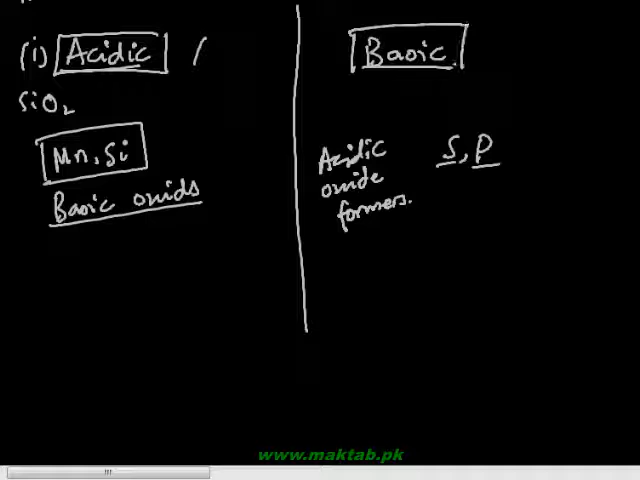 (i) Acidic (
SiO₂
Mn, Si
Basic oxids
Basic
Acidic S, P
oxide
formers.
www.maktab.pk